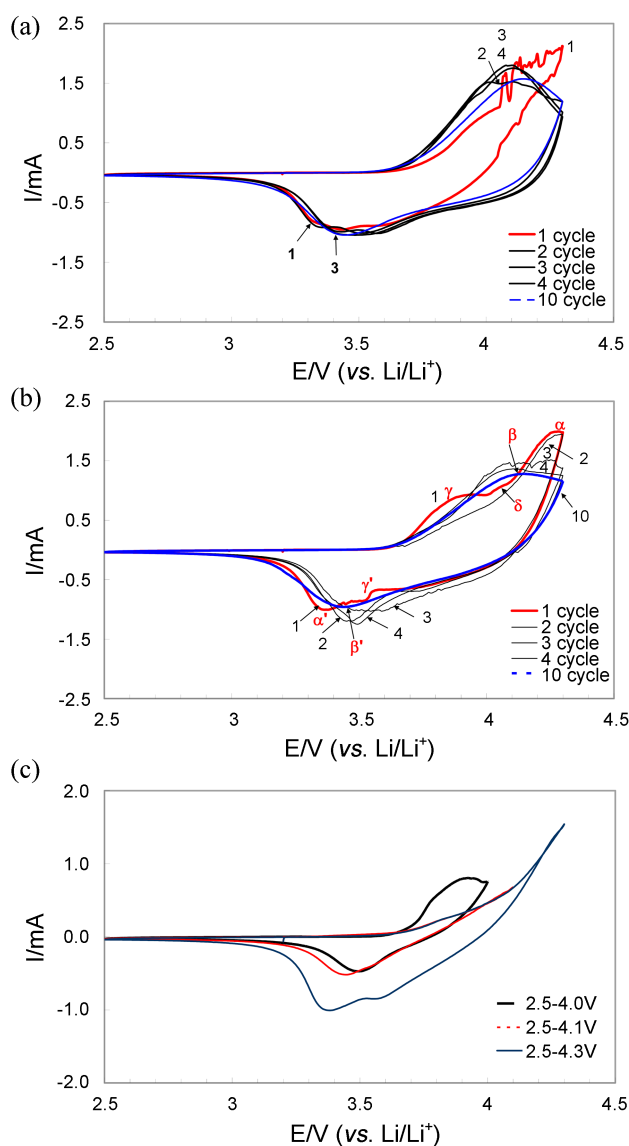 (a)
2.5
1.5
0.5
-0.5
-1.5
-2.5
I/mA
3
2 4
1
1
3
1 cycle
2 cycle
3 cycle
4 cycle
10 cycle
2.5 3 3.5 4 4.5
E/V (vs. Li/Li⁺)
(b)
2.5
1.5
0.5
-0.5
-1.5
-2.5
I/mA
α
β
3 2
4
1 γ
δ
10
γ'
1 α' 2 β' 4 3
1 cycle
2 cycle
3 cycle
4 cycle
10 cycle
2.5 3 3.5 4 4.5
E/V (vs. Li/Li⁺)
(c)
2.0
1.0
0.0
-1.0
-2.0
I/mA
2.5-4.0V
2.5-4.1V
2.5-4.3V
2.5 3 3.5 4 4.5
E/V (vs. Li/Li⁺)